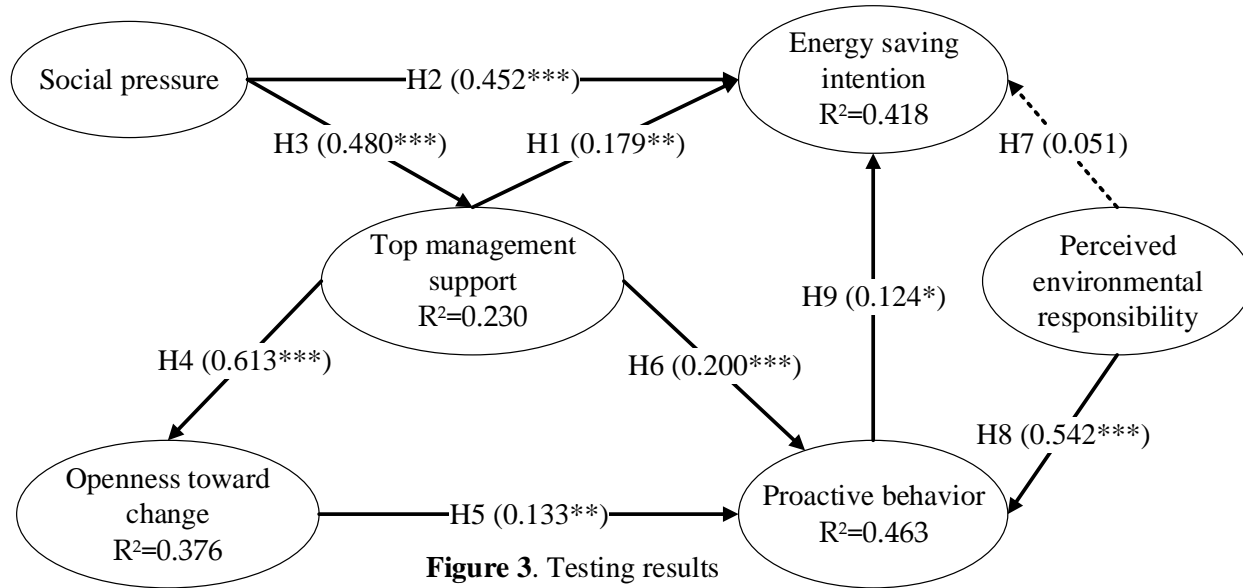 Social pressure
H2 (0.452***)
Energy saving
intention
R²=0.418
H3 (0.480***)
H1 (0.179**)
H7 (0.051)
Top management
support
R²=0.230
Perceived
environmental
responsibility
H9 (0.124*)
H4 (0.613***)
H6 (0.200***)
H8 (0.542***)
Openness toward
change
R²=0.376
H5 (0.133**)
Proactive behavior
R²=0.463
Figure 3. Testing results